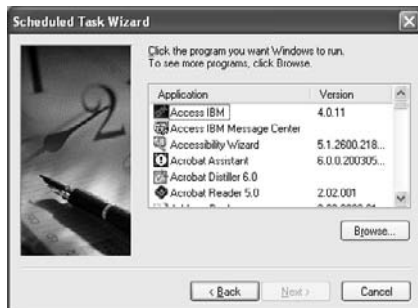 Scheduled Task Wizard
Click the program you want Windows to run.
To see more programs, click Browse.
Application Version
Access IBM 4.0.11
Access IBM Message Center
Accessibility Wizard 5.1.2600.218...
Acrobat Assistant 6.0.0.200305...
Acrobat Distiller 6.0
Acrobat Reader 5.0 2.02.001
Browse...
< Back Next > Cancel